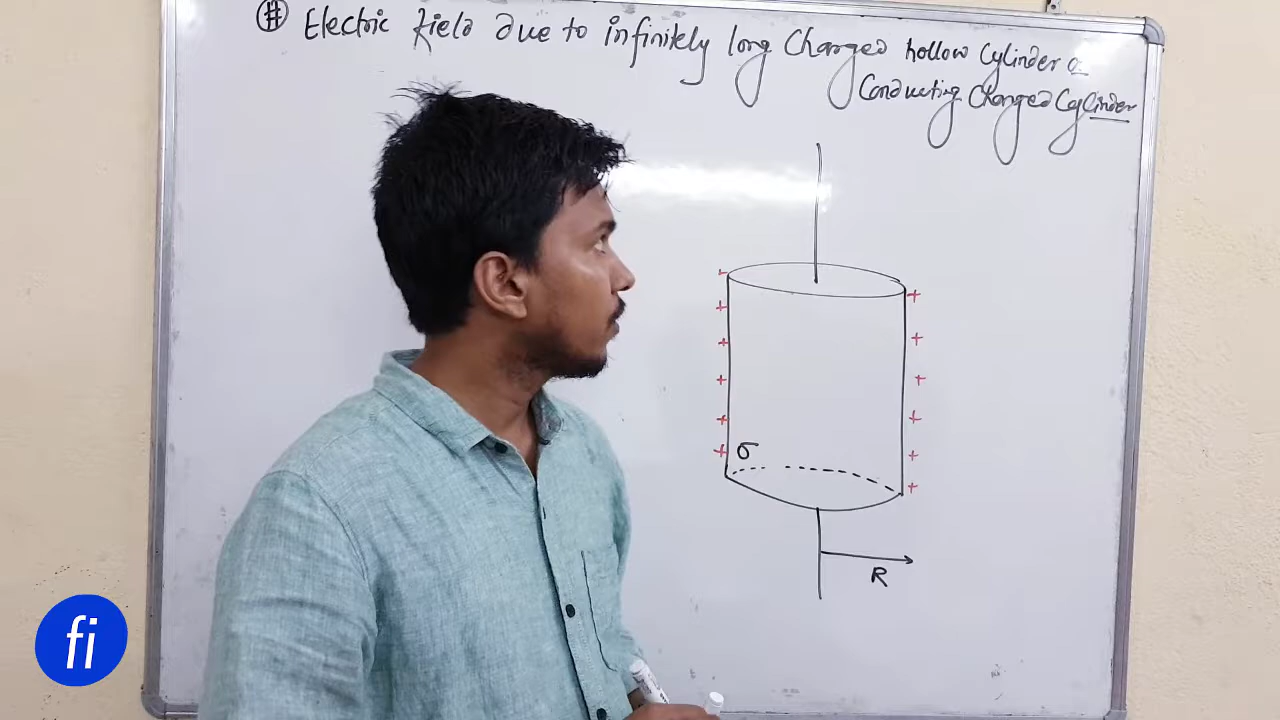 # Electric field due to infinitely long Charged hollow Cylinder or
Conducting Charged Cylinder
σ
R
fi